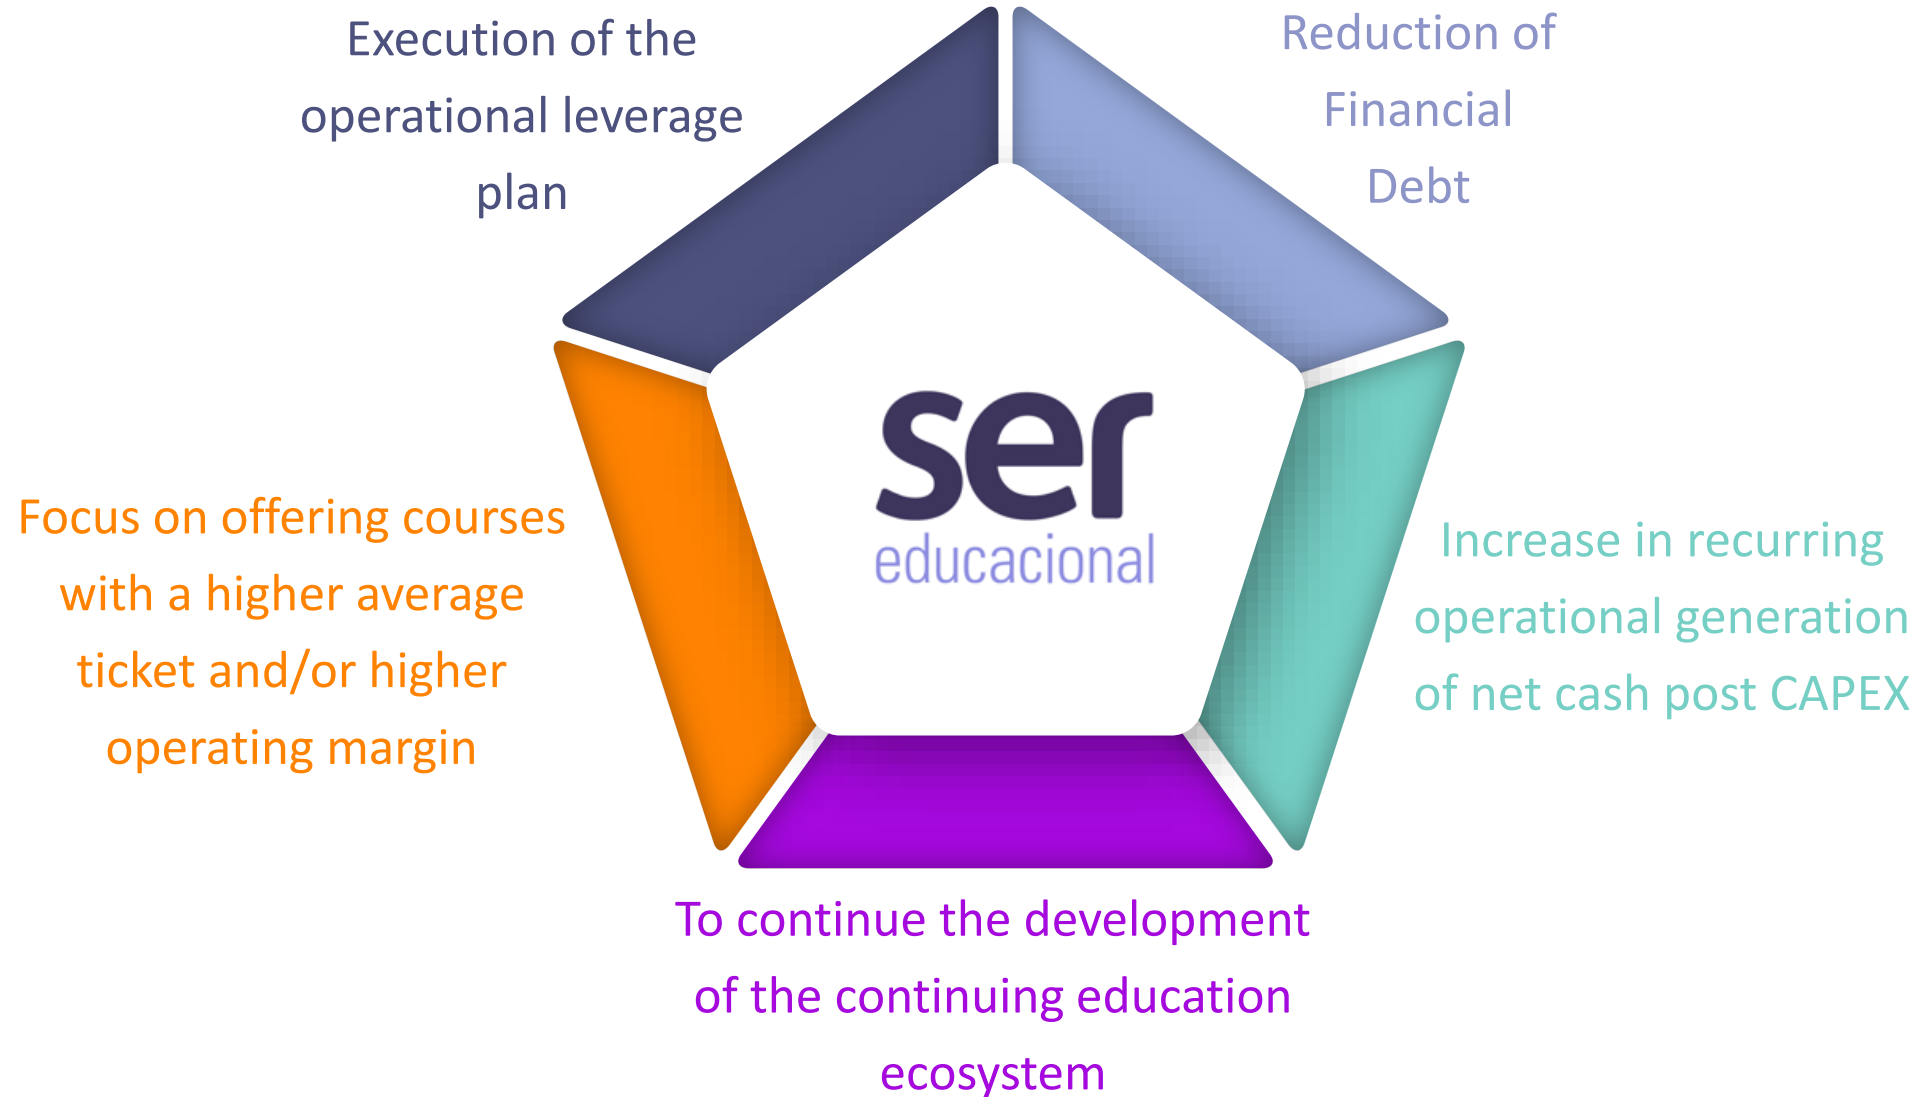 Execution of the
operational leverage
plan
Reduction of
Financial
Debt
ser
educacional
Focus on offering courses
with a higher average
ticket and/or higher
operating margin
Increase in recurring
operational generation
of net cash post CAPEX
To continue the development
of the continuing education
ecosystem